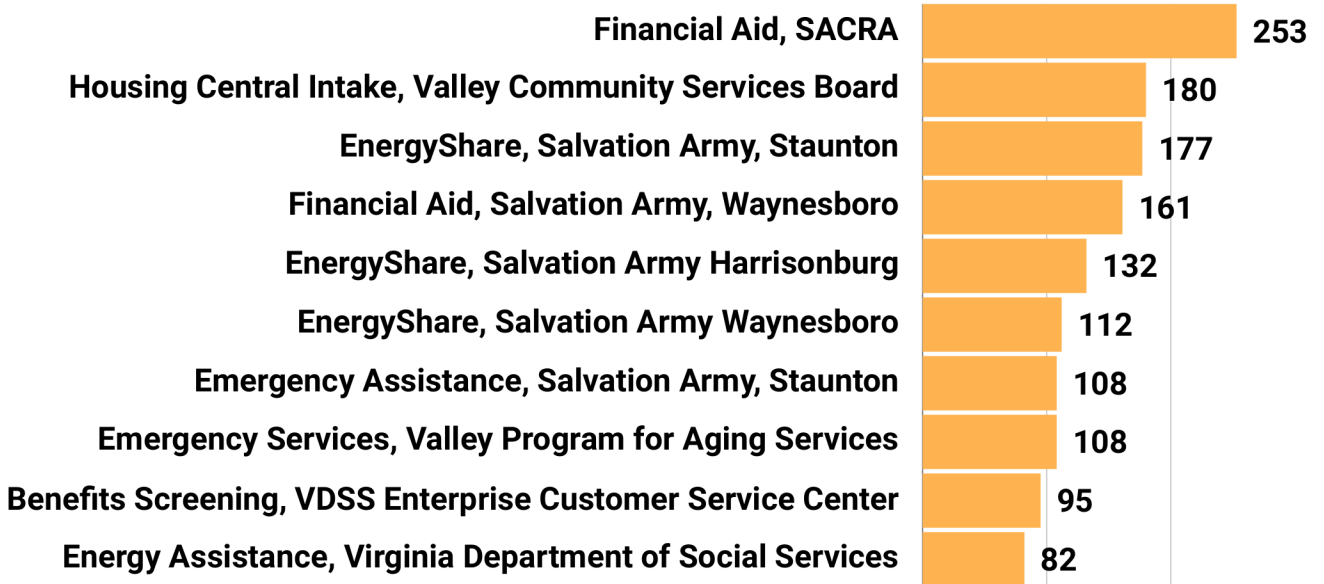 Financial Aid, SACRA 253
Housing Central Intake, Valley Community Services Board 180
EnergyShare, Salvation Army, Staunton 177
Financial Aid, Salvation Army, Waynesboro 161
EnergyShare, Salvation Army Harrisonburg 132
EnergyShare, Salvation Army Waynesboro 112
Emergency Assistance, Salvation Army, Staunton 108
Emergency Services, Valley Program for Aging Services 108
Benefits Screening, VDSS Enterprise Customer Service Center 95
Energy Assistance, Virginia Department of Social Services 82